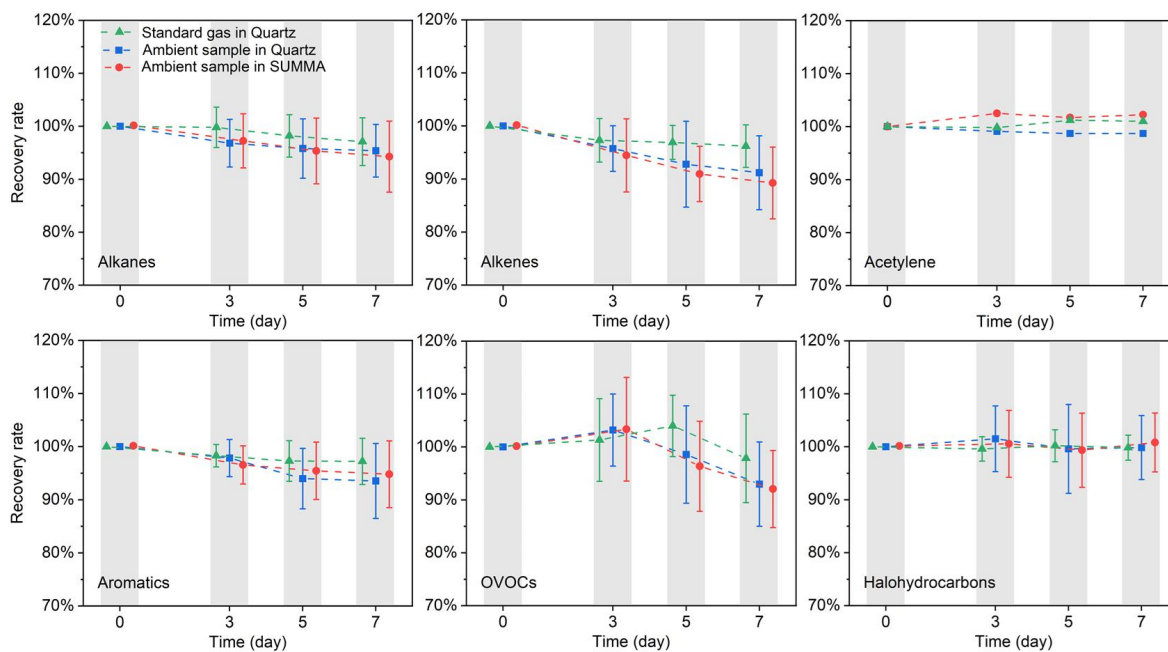 Standard gas in Quartz
Ambient sample in Quartz
Ambient sample in SUMMA
Recovery rate
120%
110%
100%
90%
80%
70%
Alkanes
0 3 5 7
Time (day)
120%
110%
100%
90%
80%
70%
Alkenes
0 3 5 7
Time (day)
120%
110%
100%
90%
80%
70%
Acetylene
0 3 5 7
Time (day)
Recovery rate
120%
110%
100%
90%
80%
70%
Aromatics
0 3 5 7
Time (day)
120%
110%
100%
90%
80%
70%
OVOCs
0 3 5 7
Time (day)
120%
110%
100%
90%
80%
70%
Halohydrocarbons
0 3 5 7
Time (day)